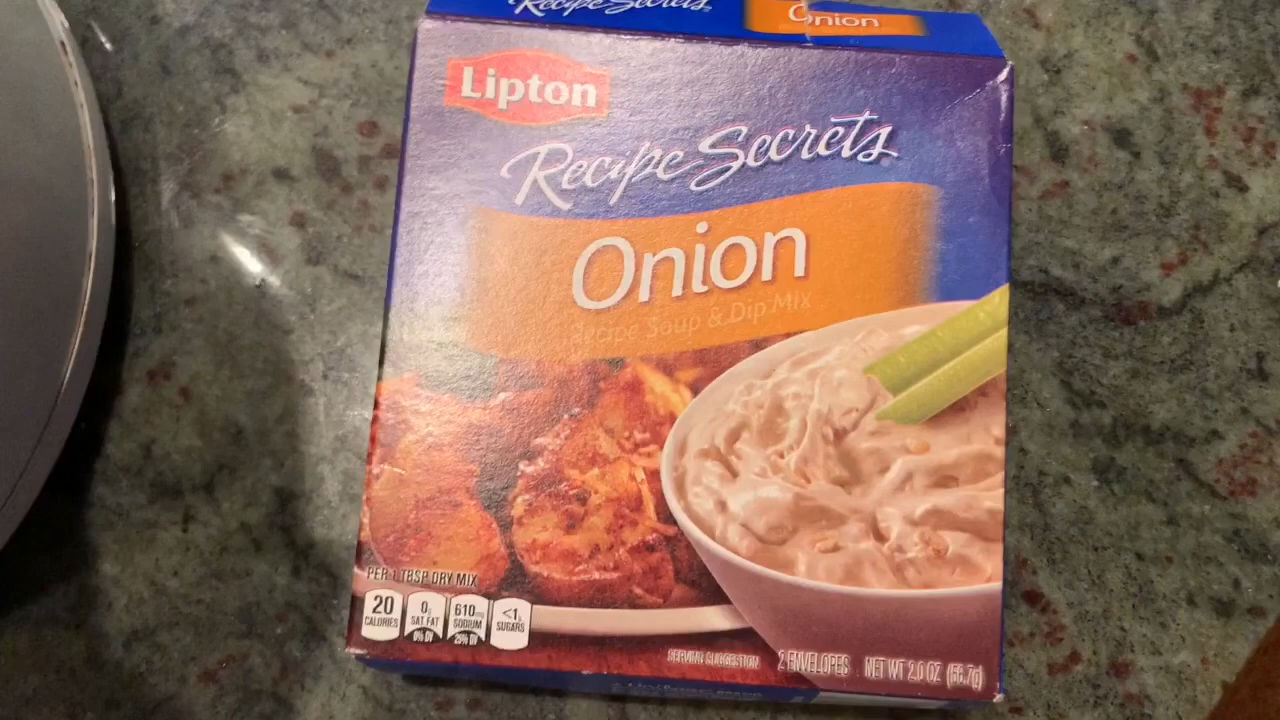 Recipe Secrets®
Onion
Lipton
Recipe Secrets®
Onion
Recipe Soup & Dip Mix
PER 1 TBSP DRY MIX
20 CALORIES
0g SAT FAT 0% DV
610mg SODIUM 25% DV
<1g SUGARS
SERVING SUGGESTION
2 ENVELOPES NET WT 2.0 OZ (56.7g)